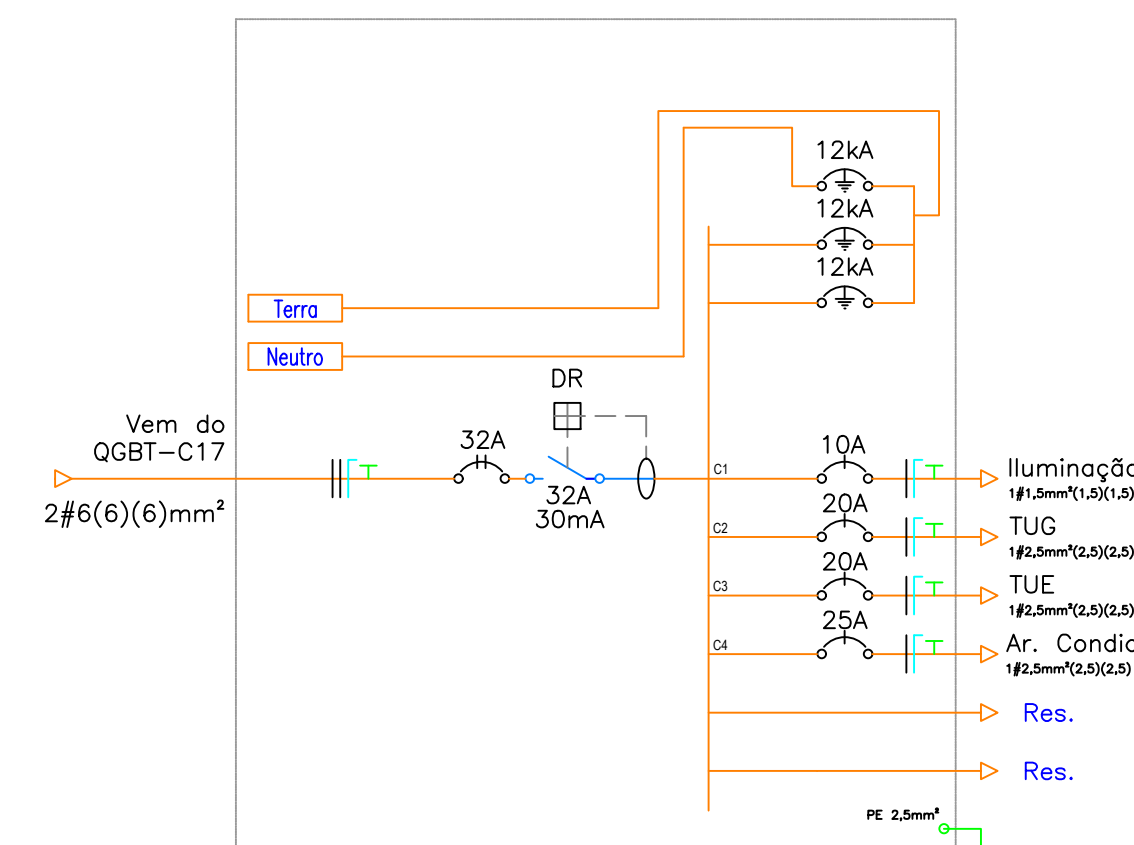 12kA
12kA
12kA
Terra
Neutro
DR
Vem do
QGBT-C17
2#6(6)(6)mm²
32A
32A
30mA
C1
10A
Iluminação
1#1,5mm²(1,5)(1,5)
C2
20A
TUG
1#2,5mm²(2,5)(2,5)
C3
20A
TUE
1#2,5mm²(2,5)(2,5)
C4
25A
Ar. Condic
1#2,5mm²(2,5)(2,5)
Res.
Res.
PE 2,5mm²